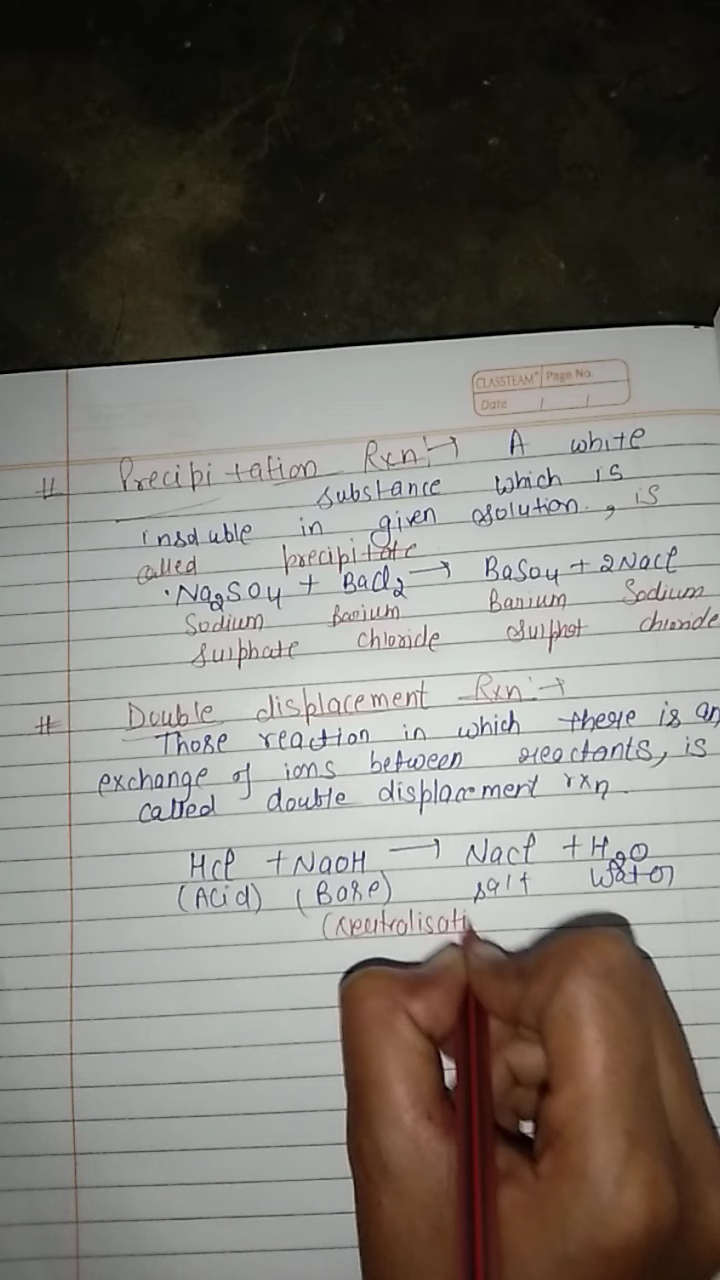 CLASSTEAM Page No.
Date / /
# Precipitation Rxn:→ A white
substance which is
insoluble in given solution, is
called precipitate
Na2SO4 + BaCl2 → BaSO4 + 2NaCl
Sodium Barium Barium Sodium
Sulphate chloride sulphat chloride
# Double displacement Rxn:→
Those reaction in which there is an
exchange of ions between reactants, is
called double displacement rxn.
HCl + NaOH → NaCl + H2O
(Acid) (Base) salt Water
(Neutralisati